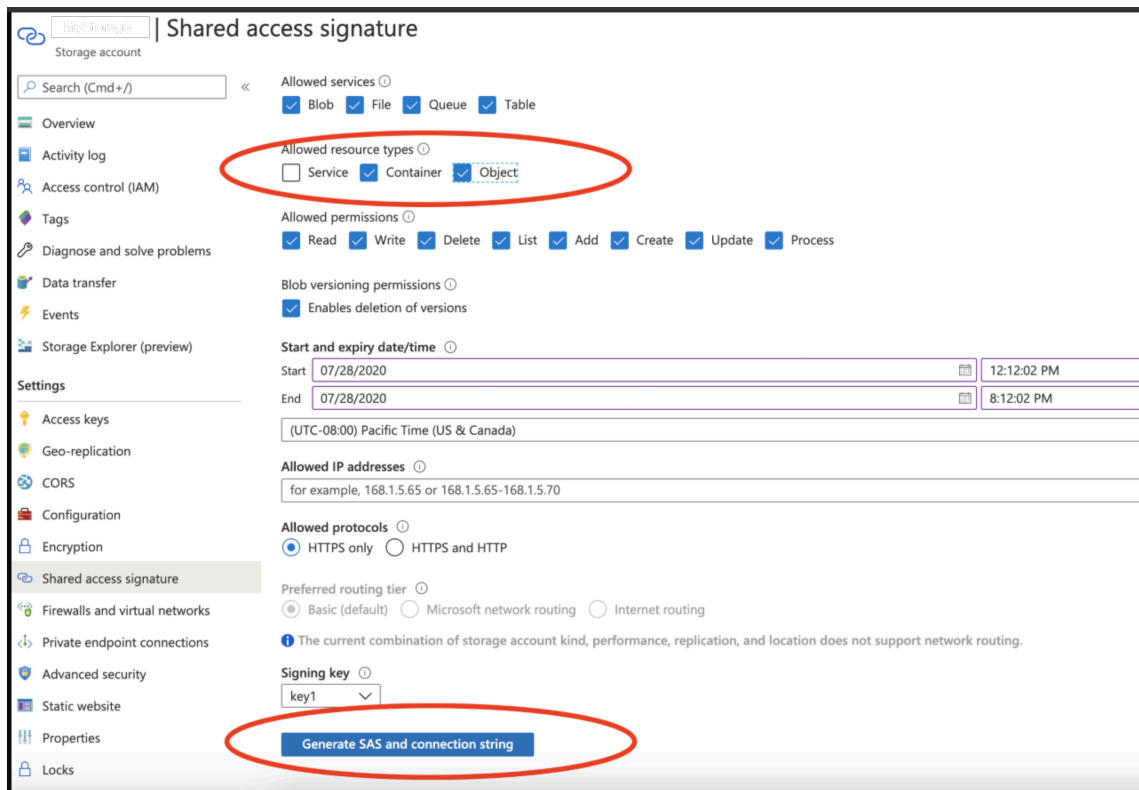 MyStorage | Shared access signature
Storage account
Search (Cmd+/)
«
Overview
Activity log
Access control (IAM)
Tags
Diagnose and solve problems
Data transfer
Events
Storage Explorer (preview)
Settings
Access keys
Geo-replication
CORS
Configuration
Encryption
Shared access signature
Firewalls and virtual networks
Private endpoint connections
Advanced security
Static website
Properties
Locks
Allowed services
Blob File Queue Table
Allowed resource types
Service Container Object
Allowed permissions
Read Write Delete List Add Create Update Process
Blob versioning permissions
Enables deletion of versions
Start and expiry date/time
Start 07/28/2020 12:12:02 PM
End 07/28/2020 8:12:02 PM
(UTC-08:00) Pacific Time (US & Canada)
Allowed IP addresses
for example, 168.1.5.65 or 168.1.5.65-168.1.5.70
Allowed protocols
HTTPS only HTTPS and HTTP
Preferred routing tier
Basic (default) Microsoft network routing Internet routing
The current combination of storage account kind, performance, replication, and location does not support network routing.
Signing key
key1
Generate SAS and connection string